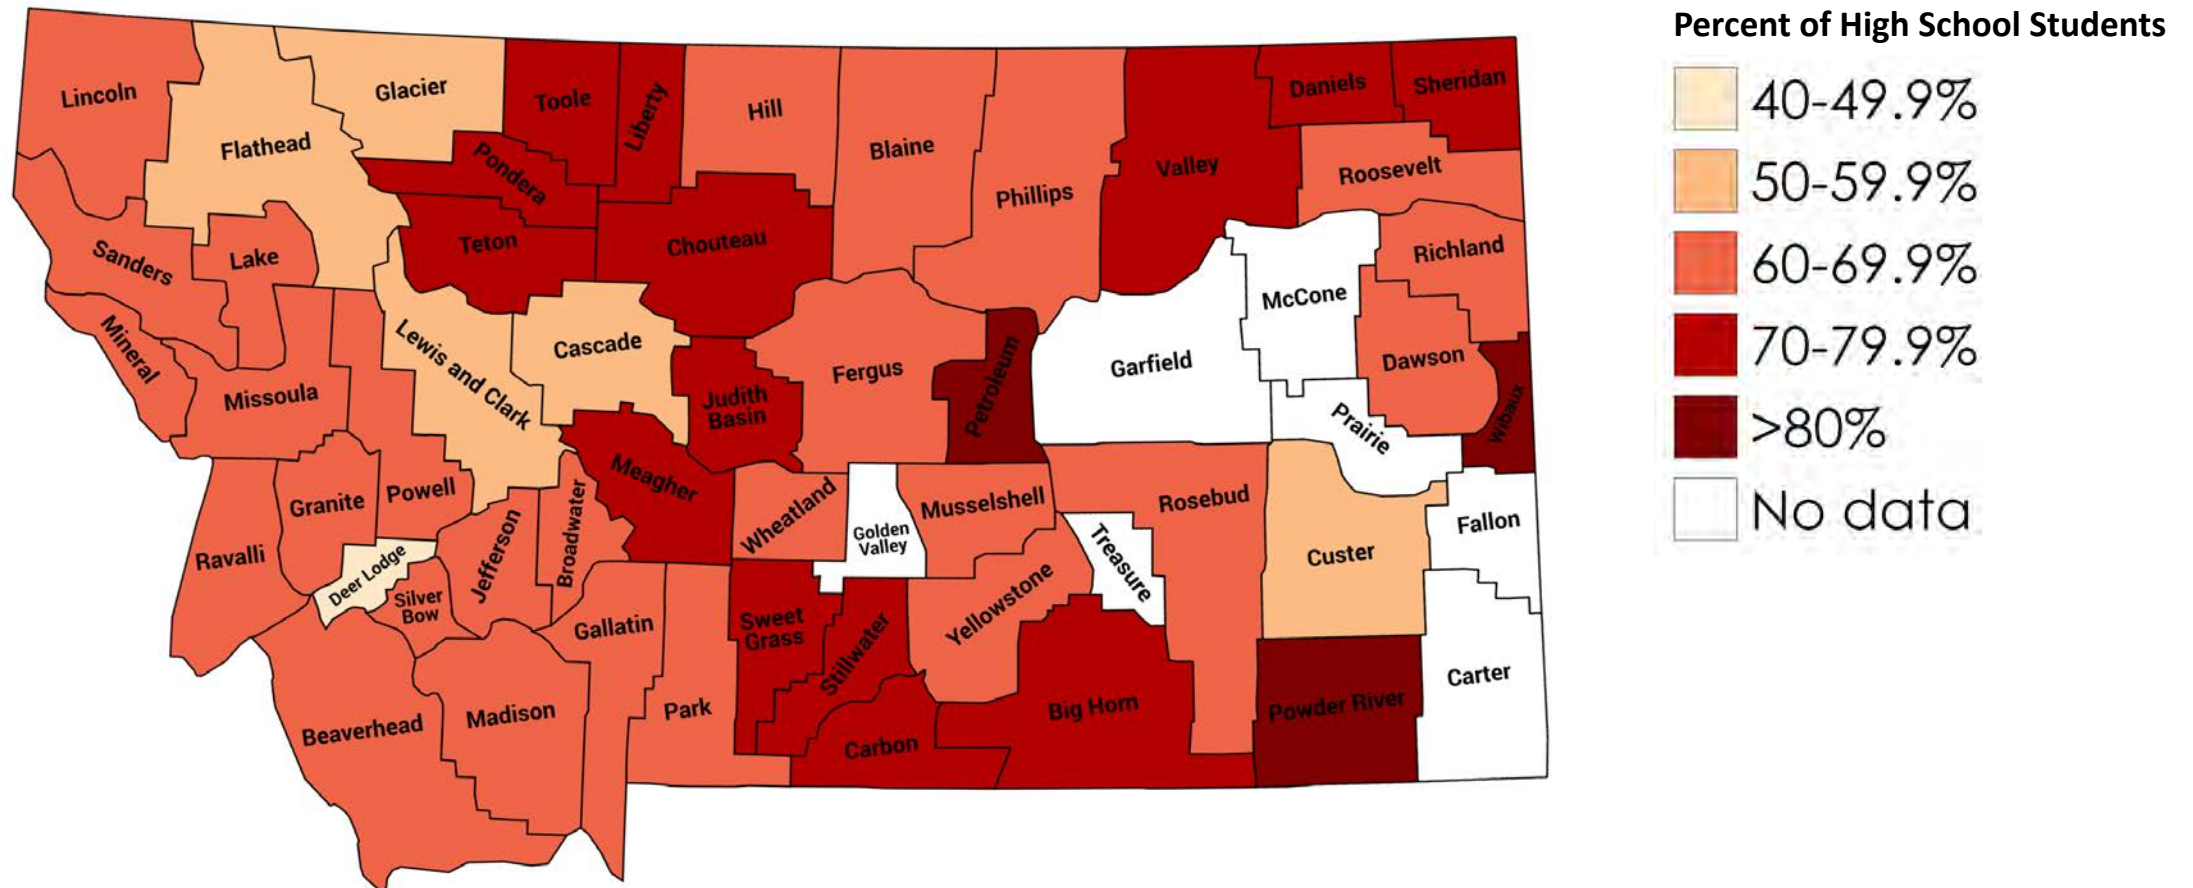 Percent of High School Students
40-49.9%
50-59.9%
60-69.9%
70-79.9%
>80%
No data
Lincoln
Flathead
Glacier
Toole
Liberty
Hill
Blaine
Phillips
Valley
Daniels
Sheridan
Roosevelt
Pondera
Teton
Chouteau
Sanders
Lake
Richland
McCone
Garfield
Dawson
Wibaux
Mineral
Missoula
Lewis and Clark
Cascade
Judith
Basin
Fergus
Petroleum
Prairie
Granite
Powell
Meagher
Wheatland
Golden
Valley
Musselshell
Rosebud
Treasure
Custer
Fallon
Ravalli
Deer Lodge
Silver
Bow
Jefferson
Broadwater
Gallatin
Sweet
Grass
Stillwater
Yellowstone
Beaverhead
Madison
Park
Carbon
Big Horn
Powder River
Carter